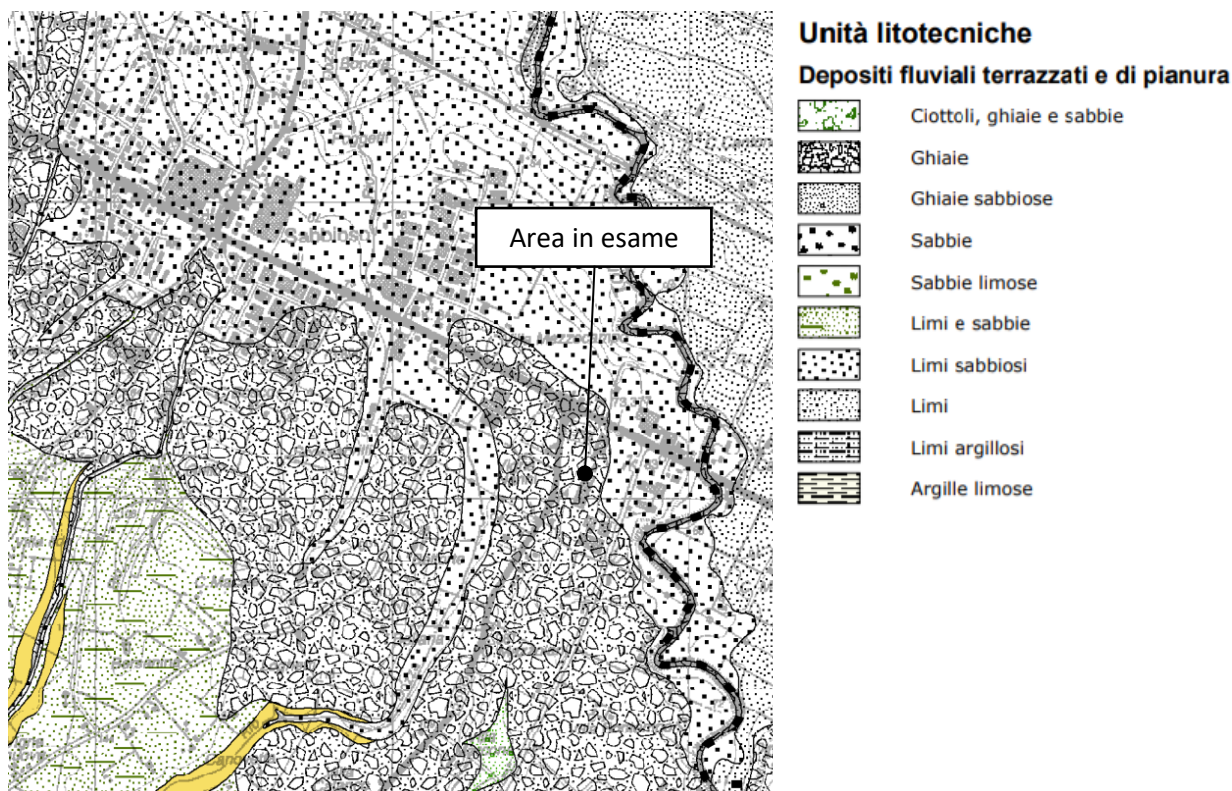 Area in esame
Unità litotecniche
Depositi fluviali terrazzati e di pianura
Ciottoli, ghiaie e sabbie
Ghiaie
Ghiaie sabbiose
Sabbie
Sabbie limose
Limi e sabbie
Limi sabbiosi
Limi
Limi argillosi
Argille limose